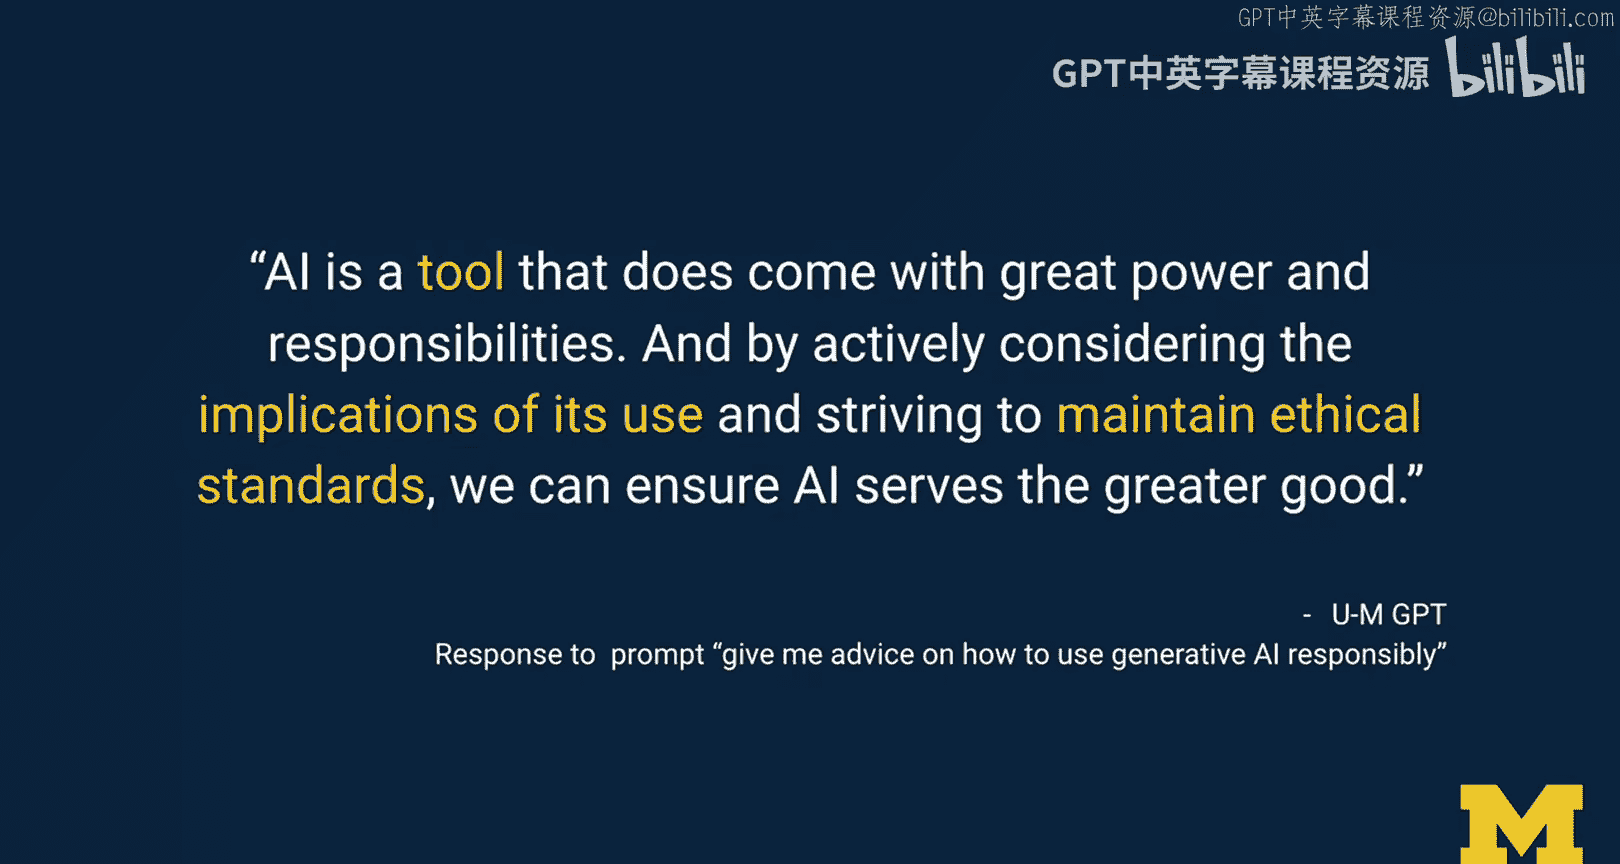 GPT中英字幕课程资源@bilibili.com
GPT中英字幕课程资源 bilibili
“AI is a tool that does come with great power and
responsibilities. And by actively considering the
implications of its use and striving to maintain ethical
standards, we can ensure AI serves the greater good.”
- U-M GPT
Response to prompt “give me advice on how to use generative AI responsibly”
M